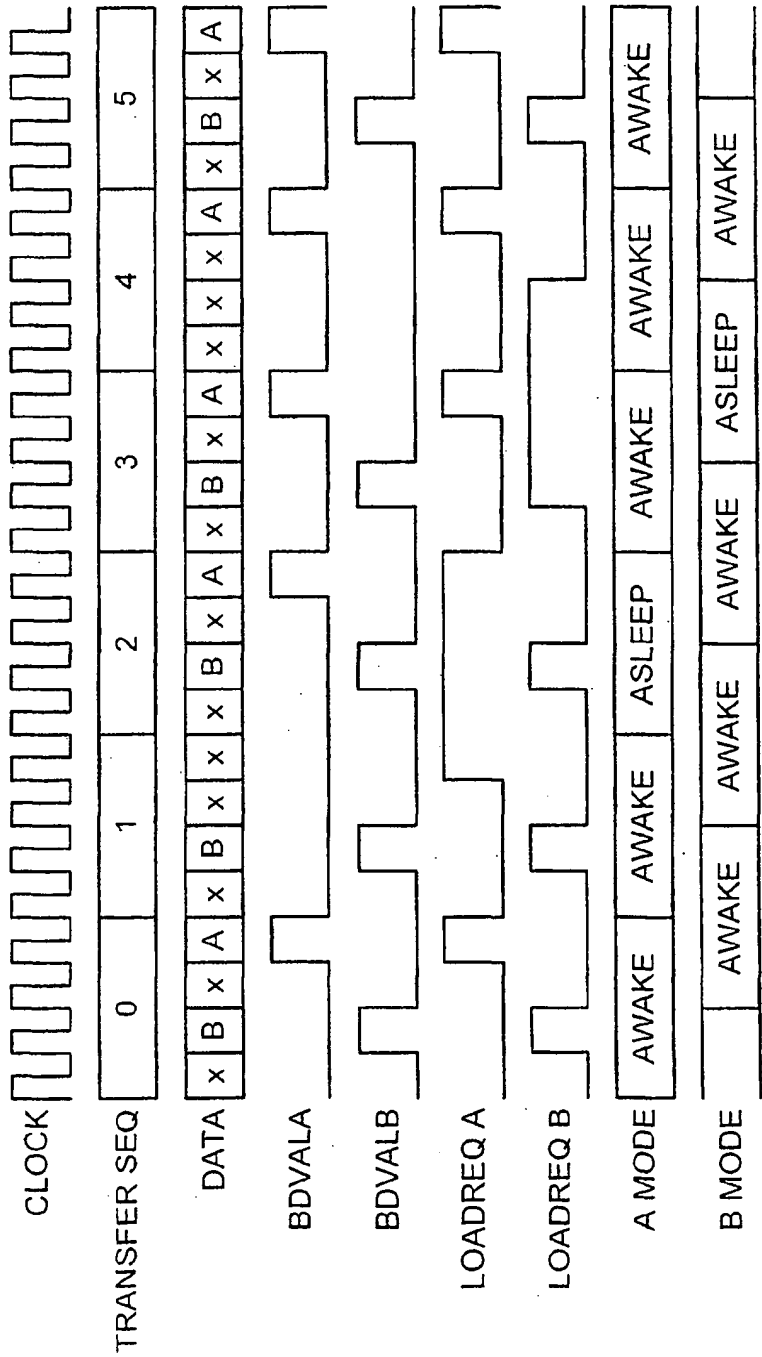 CLOCK
TRANSFER SEQ 0 1 2 3 4 5
DATA x B x A x B x x x B x A x B x A x x x A x B x A
BDVALA
BDVALB
LOADREQ A
LOADREQ B
A MODE AWAKE AWAKE ASLEEP AWAKE AWAKE AWAKE
B MODE AWAKE AWAKE AWAKE ASLEEP AWAKE